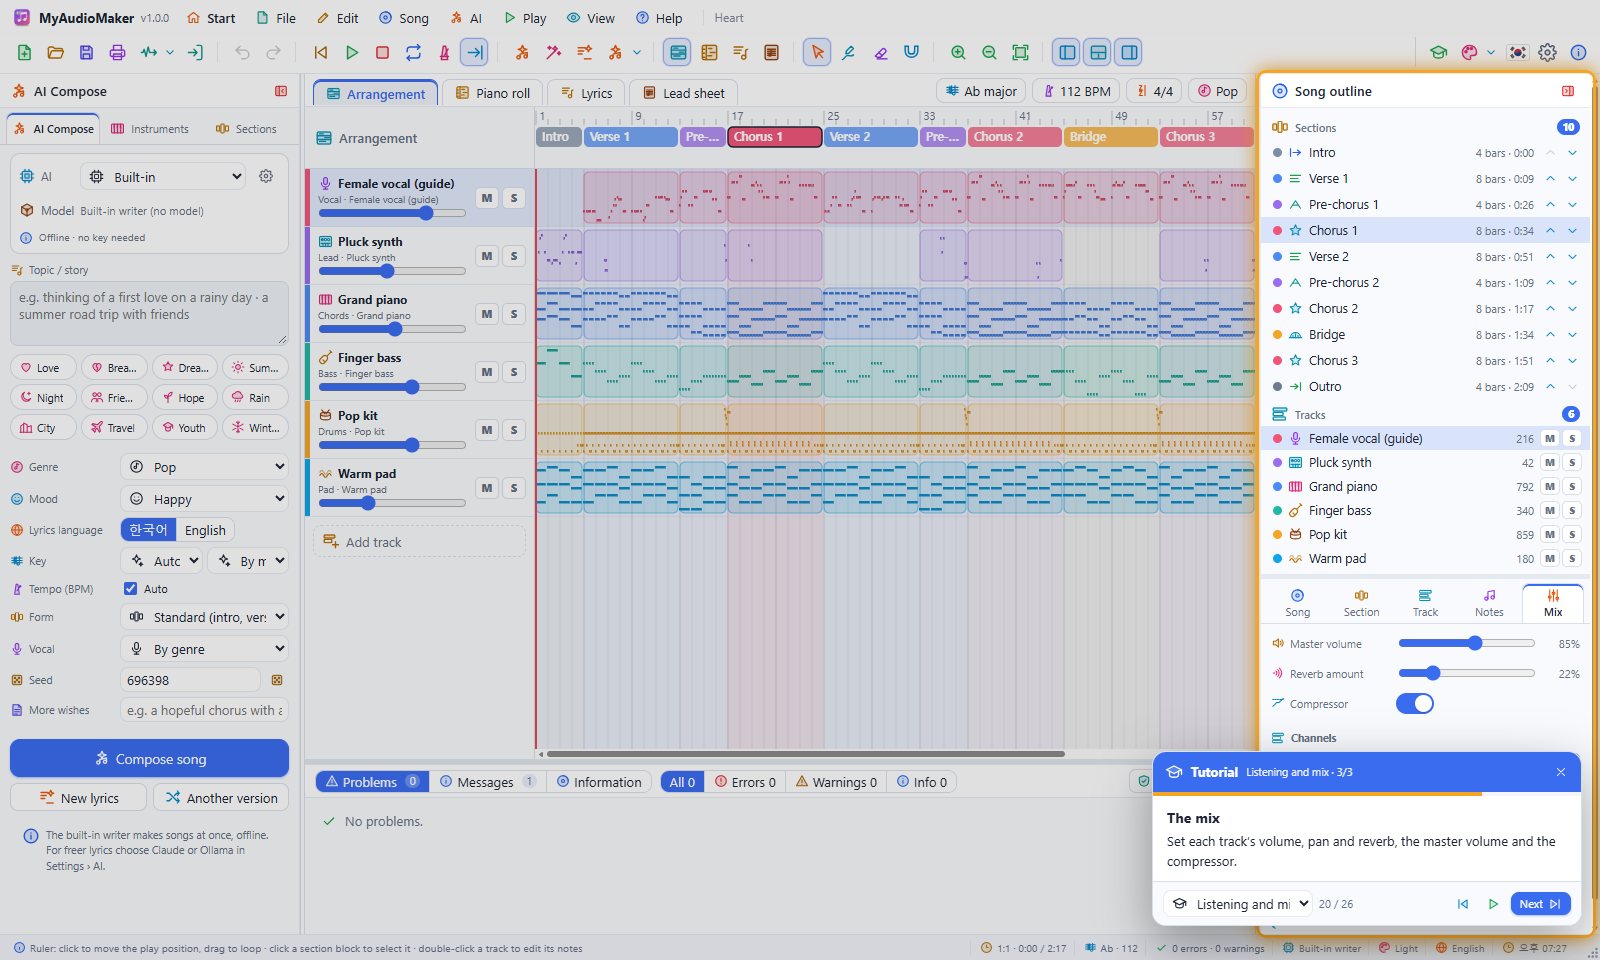 MyAudioMaker v1.0.0 Start File Edit Song AI Play View Help Heart
AI Compose
AI Compose Instruments Sections
AI Built-in
Model Built-in writer (no model)
Offline · no key needed
Topic / story
e.g. thinking of a first love on a rainy day · a
summer road trip with friends
Love Brea... Drea... Sum...
Night Frie... Hope Rain
City Travel Youth Wint...
Genre Pop
Mood Happy
Lyrics language 한국어 English
Key Auto By m
Tempo (BPM) Auto
Form Standard (intro, vers
Vocal By genre
Seed 696398
More wishes e.g. a hopeful chorus with a
Compose song
New lyrics Another version
The built-in writer makes songs at once, offline.
For freer lyrics choose Claude or Ollama in
Settings › AI.
Arrangement Piano roll Lyrics Lead sheet Ab major 112 BPM 4/4 Pop
Arrangement
1 9 17 25 33 41 49 57
Intro Verse 1 Pre-... Chorus 1 Verse 2 Pre-... Chorus 2 Bridge Chorus 3
Female vocal (guide)
Vocal · Female vocal (guide)
M S
Pluck synth
Lead · Pluck synth
M S
Grand piano
Chords · Grand piano
M S
Finger bass
Bass · Finger bass
M S
Pop kit
Drums · Pop kit
M S
Warm pad
Pad · Warm pad
M S
Add track
Problems 0 Messages 1 Information All 0 Errors 0 Warnings 0 Info 0
No problems.
Song outline
Sections 10
Intro 4 bars · 0:00
Verse 1 8 bars · 0:09
Pre-chorus 1 4 bars · 0:26
Chorus 1 8 bars · 0:34
Verse 2 8 bars · 0:51
Pre-chorus 2 4 bars · 1:09
Chorus 2 8 bars · 1:17
Bridge 8 bars · 1:34
Chorus 3 8 bars · 1:51
Outro 4 bars · 2:09
Tracks 6
Female vocal (guide) 216 M S
Pluck synth 42 M S
Grand piano 792 M S
Finger bass 340 M S
Pop kit 859 M S
Warm pad 180 M S
Song Section Track Notes Mix
Master volume 85%
Reverb amount 22%
Compressor
Channels
Tutorial Listening and mix · 3/3
The mix
Set each track's volume, pan and reverb, the master volume and the
compressor.
Listening and mi 20 / 26 Next
Ruler: click to move the play position, drag to loop · click a section block to select it · double-click a track to edit its notes
1:1 · 0:00 / 2:17 Ab · 112 0 errors · 0 warnings Built-in writer Light English 오후 07:27